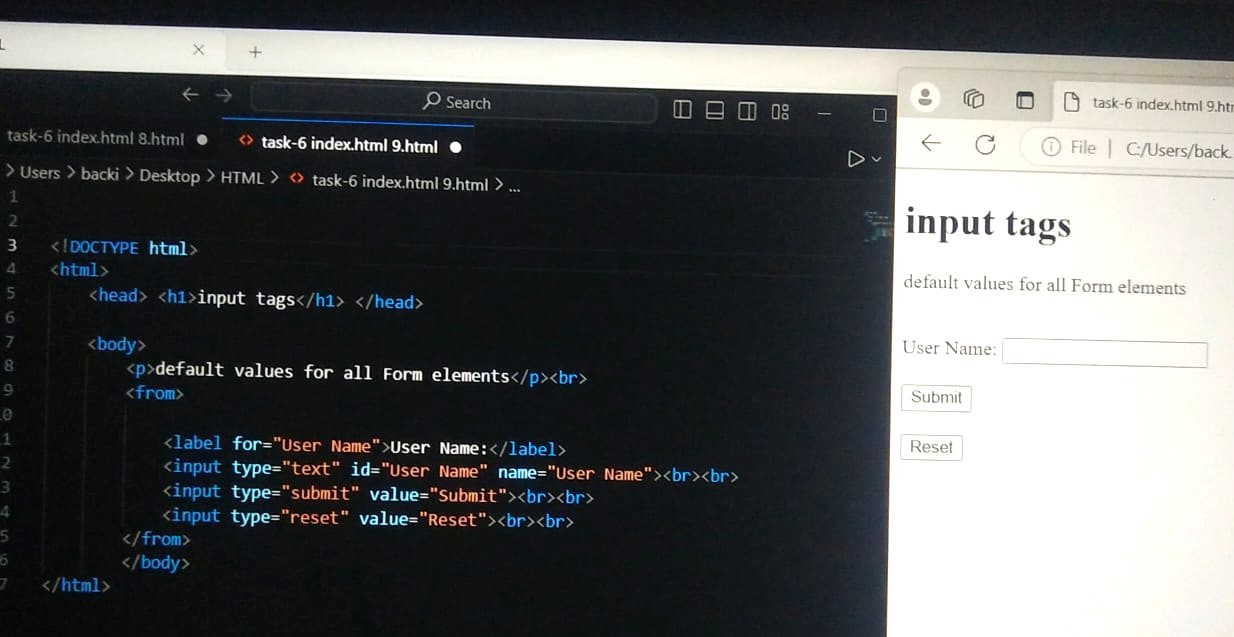 L
Search
task-6 index.html 8.html
task-6 index.html 9.html
Users > backi > Desktop > HTML > <> task-6 index.html 9.html > ...
1
2
3 <!DOCTYPE html>
4 <html>
5 <head> <h1>input tags</h1> </head>
6
7 <body>
8 <p>default values for all Form elements</p><br>
9 <from>
0
1 <label for="User Name">User Name:</label>
2 <input type="text" id="User Name" name="User Name"><br><br>
3 <input type="submit" value="Submit"><br><br>
4 <input type="reset" value="Reset"><br><br>
5 </from>
6 </body>
7 </html>
task-6 index.html 9.htm
File | C:/Users/back.
input tags
default values for all Form elements
User Name:
Submit
Reset